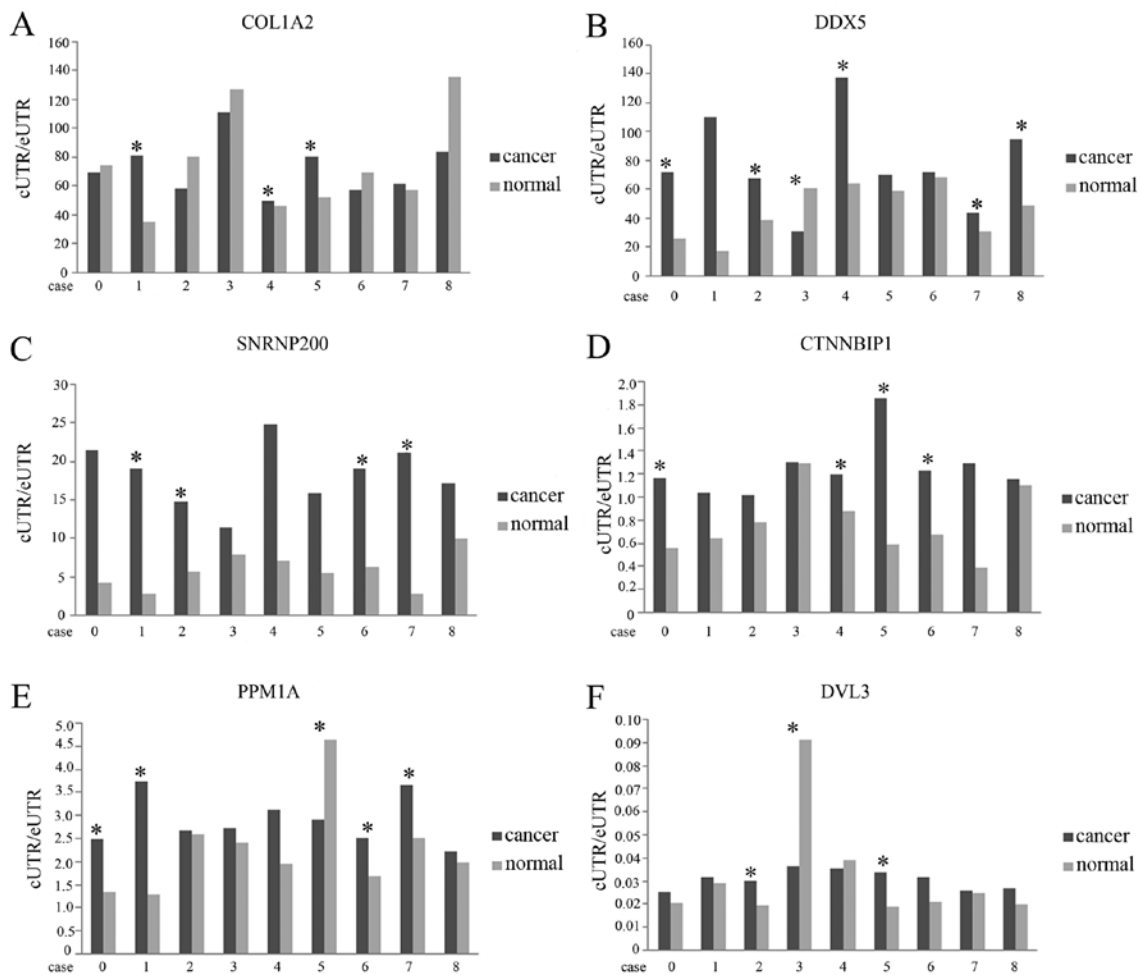 A
COL1A2
cUTR/eUTR
160
140
120
100
80
60
40
20
0
*
*
*
cancer
normal
case 0 1 2 3 4 5 6 7 8
B
DDX5
cUTR/eUTR
160
140
120
100
80
60
40
20
0
*
*
*
*
*
*
cancer
normal
case 0 1 2 3 4 5 6 7 8
C
SNRNP200
cUTR/eUTR
30
25
20
15
10
5
0
*
*
*
*
cancer
normal
case 0 1 2 3 4 5 6 7 8
D
CTNNBIP1
cUTR/eUTR
2.0
1.8
1.6
1.4
1.2
1.0
0.8
0.6
0.4
0.2
0
*
*
*
*
cancer
normal
case 0 1 2 3 4 5 6 7 8
E
PPM1A
cUTR/eUTR
5.0
4.5
4.0
3.5
3.0
2.5
2.0
1.5
1.0
0.5
0
*
*
*
*
*
cancer
normal
case 0 1 2 3 4 5 6 7 8
F
DVL3
cUTR/eUTR
0.10
0.09
0.08
0.07
0.06
0.05
0.04
0.03
0.02
0.01
0
*
*
*
cancer
normal
case 0 1 2 3 4 5 6 7 8